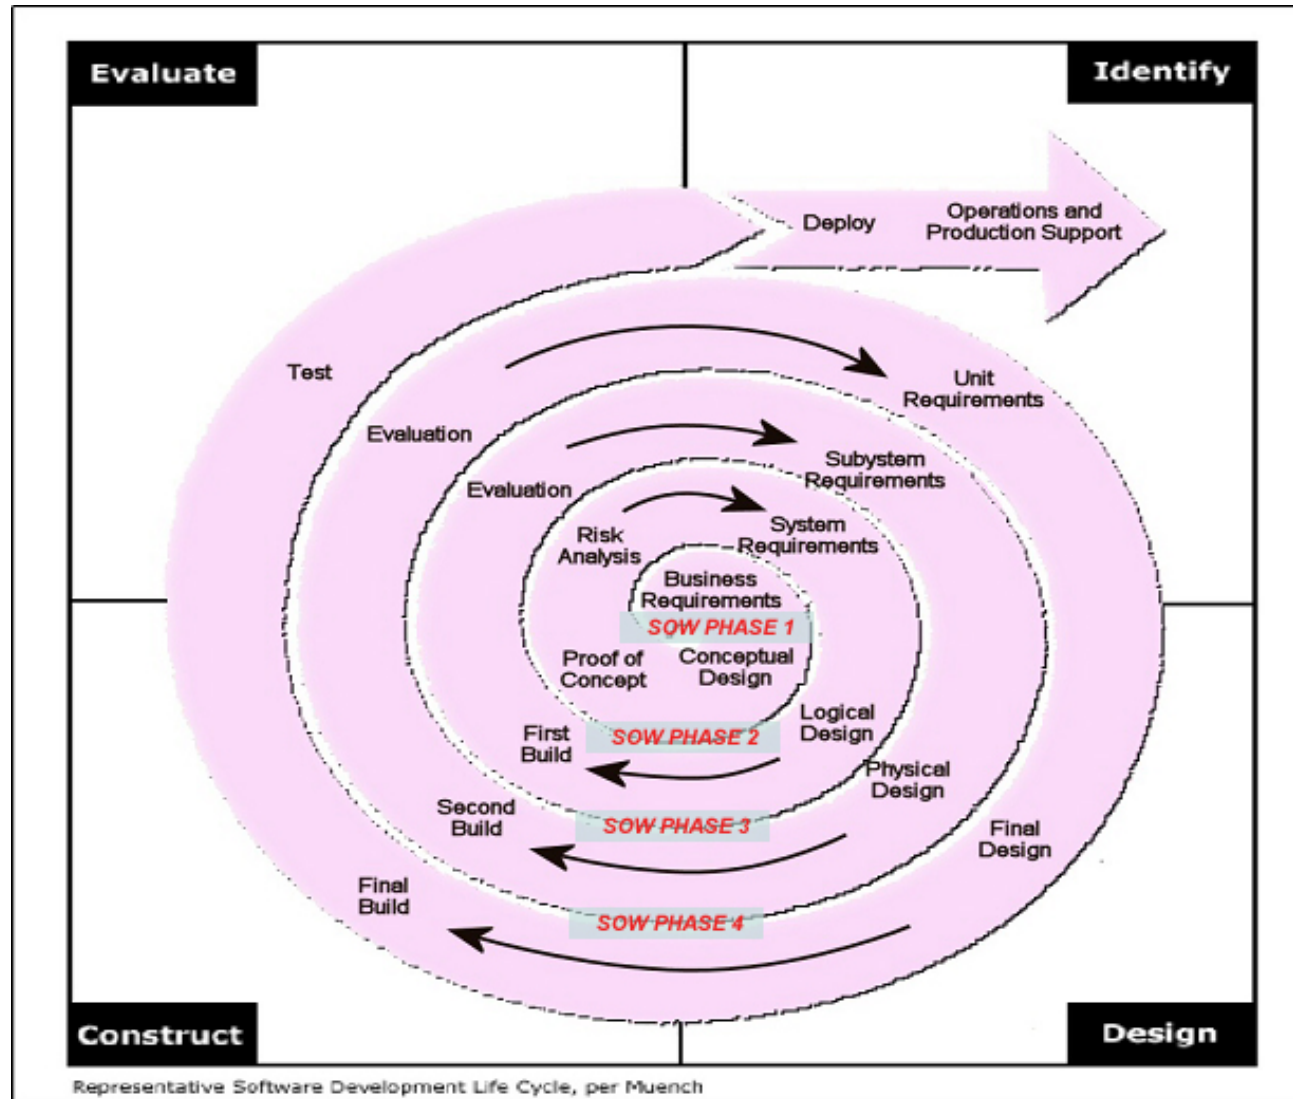 Evaluate
Identify
Deploy
Operations and
Production Support
Test
Unit
Requirements
Evaluation
Subystem
Requirements
Evaluation
System
Requirements
Risk
Analysis
Business
Requirements
SOW PHASE 1
Proof of
Concept
Conceptual
Design
Logical
Design
First
Build
SOW PHASE 2
Physical
Design
Second
Build
SOW PHASE 3
Final
Design
Final
Build
SOW PHASE 4
Construct
Design
Representative Software Development Life Cycle, per Muench